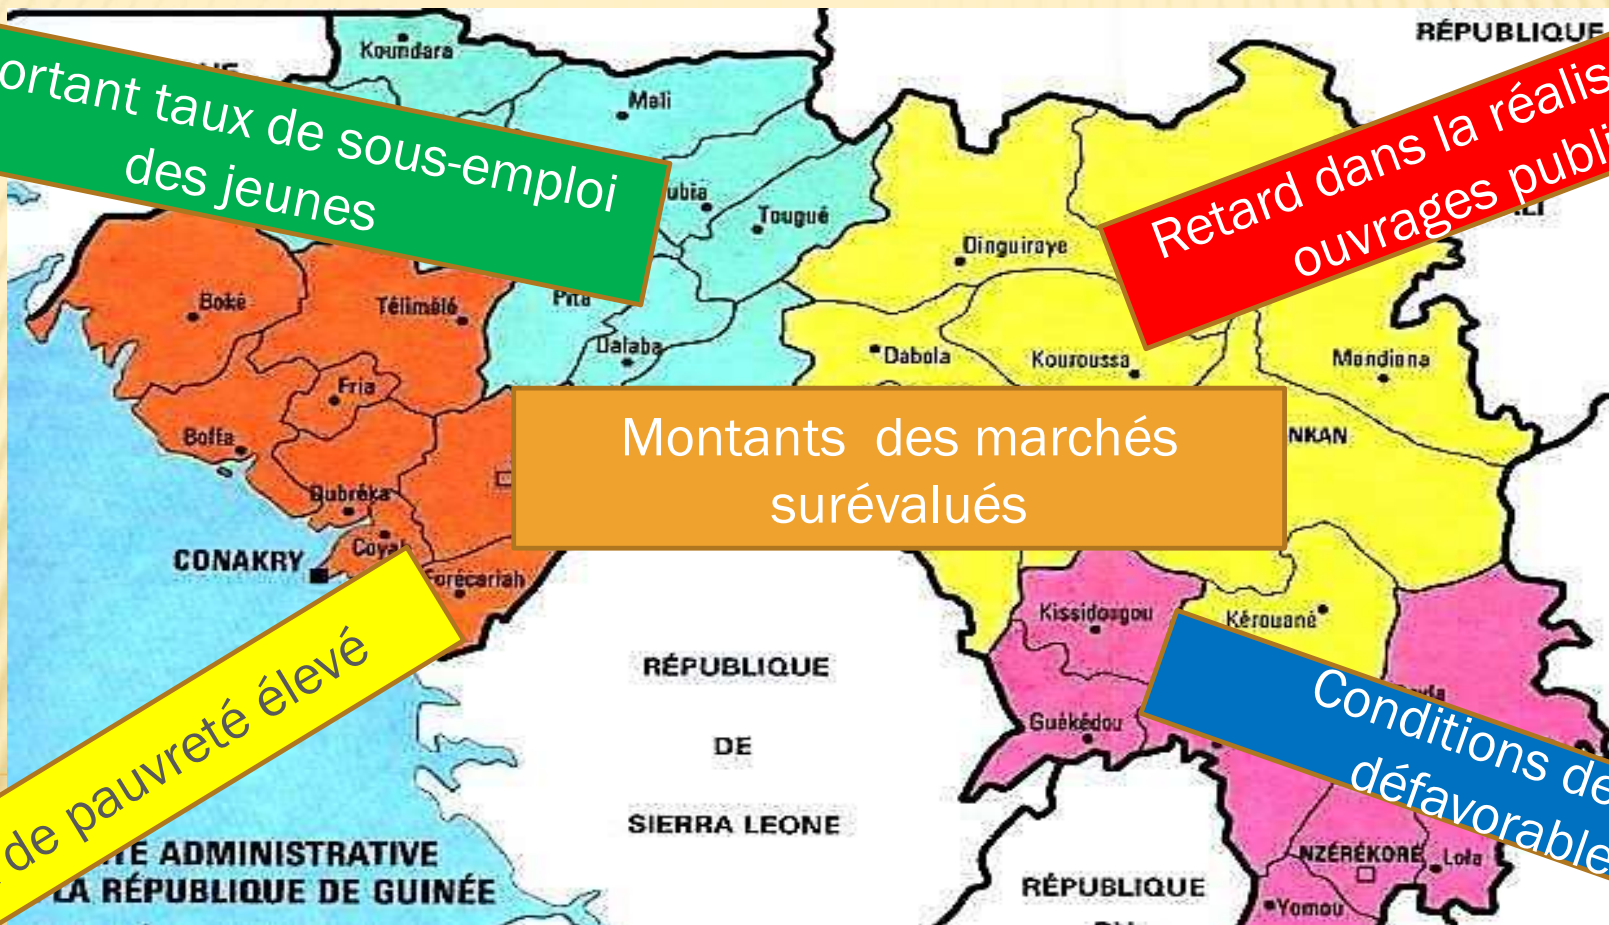 RÉPUBLIQUE
Koundara
Mali
ortant taux de sous-emploi
des jeunes
Retard dans la réalis
ouvrages publi
Tougué
Dinguiraye
Boké
Télimélé
Pita
Dalaba
Dabola
Kouroussa
Mandiana
Fria
Boffa
Montants des marchés
surévalués
NKAN
Dubréka
Coyah
CONAKRY
Forécariah
Kissidougou
Kérouané
de pauvreté élevé
RÉPUBLIQUE
DE
SIERRA LEONE
Guékédou
Conditions de
défavorable
TE ADMINISTRATIVE
LA RÉPUBLIQUE DE GUINÉE
NZÉRÉKORÉ
Lola
RÉPUBLIQUE
Yomou